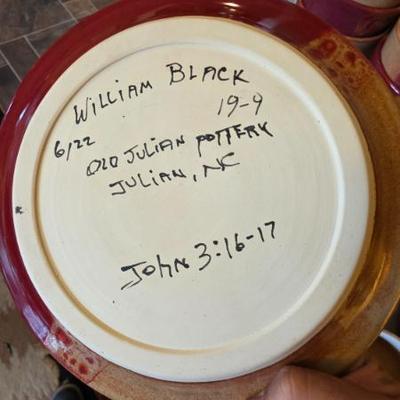 William Black
19-9
6/22
Old Julian Pottery
Julian, NC
John 3:16-17